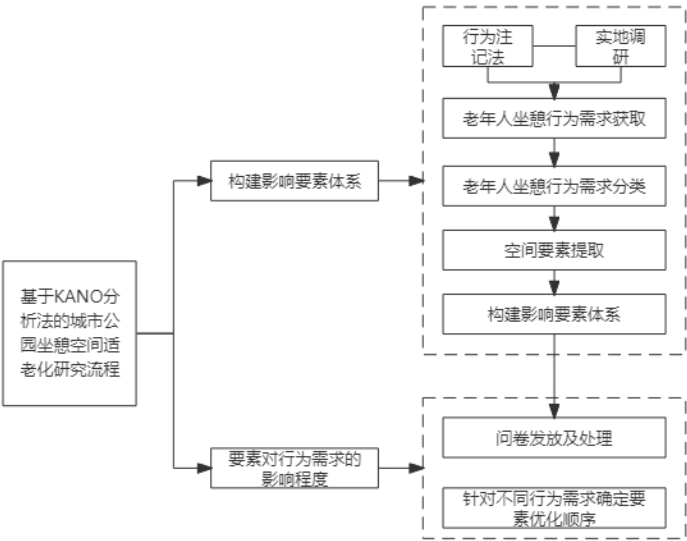 行为注
记法
实地调
研
老年人坐憩行为需求获取
构建影响要素体系
老年人坐憩行为需求分类
空间要素提取
基于KANO分
析法的城市公
园坐憩空间适
老化研究流程
构建影响要素体系
问卷发放及处理
要素对行为需求的
影响程度
针对不同行为需求确定要
素优化顺序